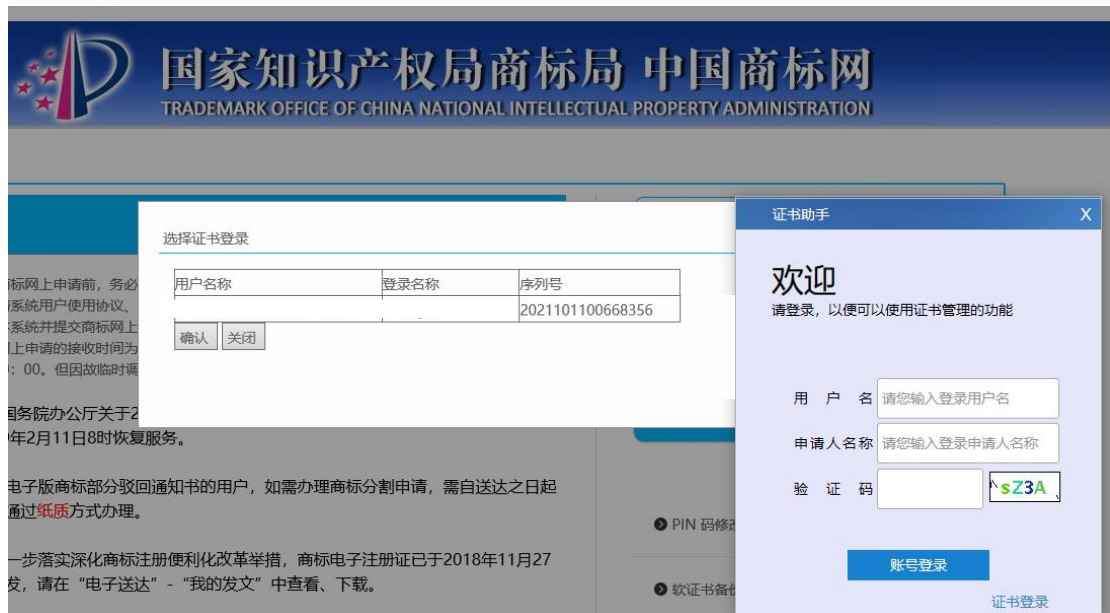 国家知识产权局商标局 中国商标网
TRADEMARK OFFICE OF CHINA NATIONAL INTELLECTUAL PROPERTY ADMINISTRATION
标网上申请前，务必
系统用户使用协议、
系统并提交商标网上
上申请的接收时间为
：00。但因故临时调
国务院办公厅关于2
年2月11日8时恢复服务。
电子版商标部分驳回通知书的用户，如需办理商标分割申请，需自送达之日起
通过纸质方式办理。
一步落实深化商标注册便利化改革举措，商标电子注册证已于2018年11月27
发，请在“电子送达”-“我的发文”中查看、下载。
选择证书登录
用户名称 登录名称 序列号
2021101100668356
确认 关闭
PIN 码修改
软证书备份
证书助手 X
欢迎
请登录，以便可以使用证书管理的功能
用 户 名 请您输入登录用户名
申请人名称 请您输入登录申请人名称
验 证 码 sZ3A
账号登录
证书登录